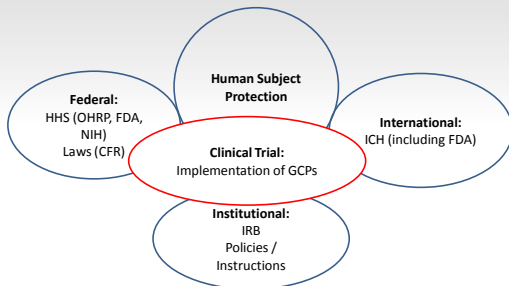 Human Subject
Protection
Federal:
HHS (OHRP, FDA,
NIH)
Laws (CFR)
International:
ICH (including FDA)
Clinical Trial:
Implementation of GCPs
Institutional:
IRB
Policies /
Instructions